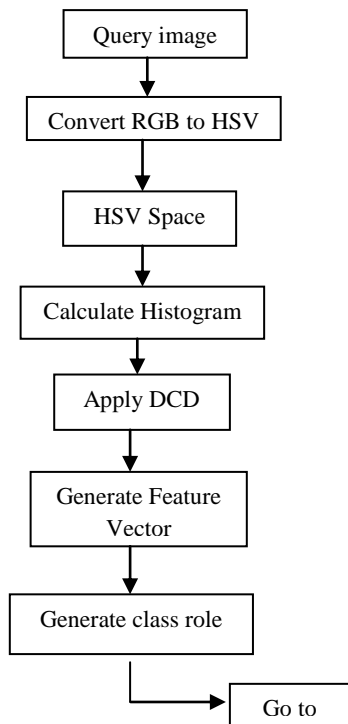 Query image
Convert RGB to HSV
HSV Space
Calculate Histogram
Apply DCD
Generate Feature
Vector
Generate class role
Go to